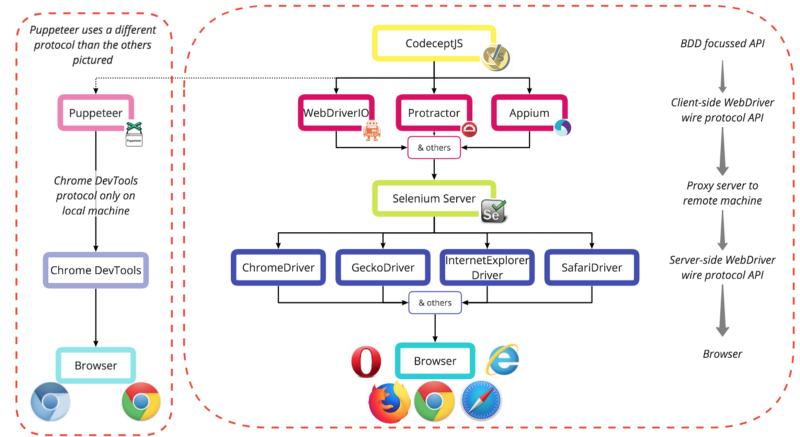 Puppeteer uses a different
protocol than the others
pictured
CodeceptJS
BDD focussed API
Puppeteer
WebDriverIO
Protractor
Appium
Client-side WebDriver
wire protocol API
& others
Chrome DevTools
protocol only on
local machine
Selenium Server
Se
Proxy server to
remote machine
Chrome DevTools
ChromeDriver
GeckoDriver
InternetExplorer
Driver
SafariDriver
Server-side WebDriver
wire protocol API
& others
Browser
Browser
Browser